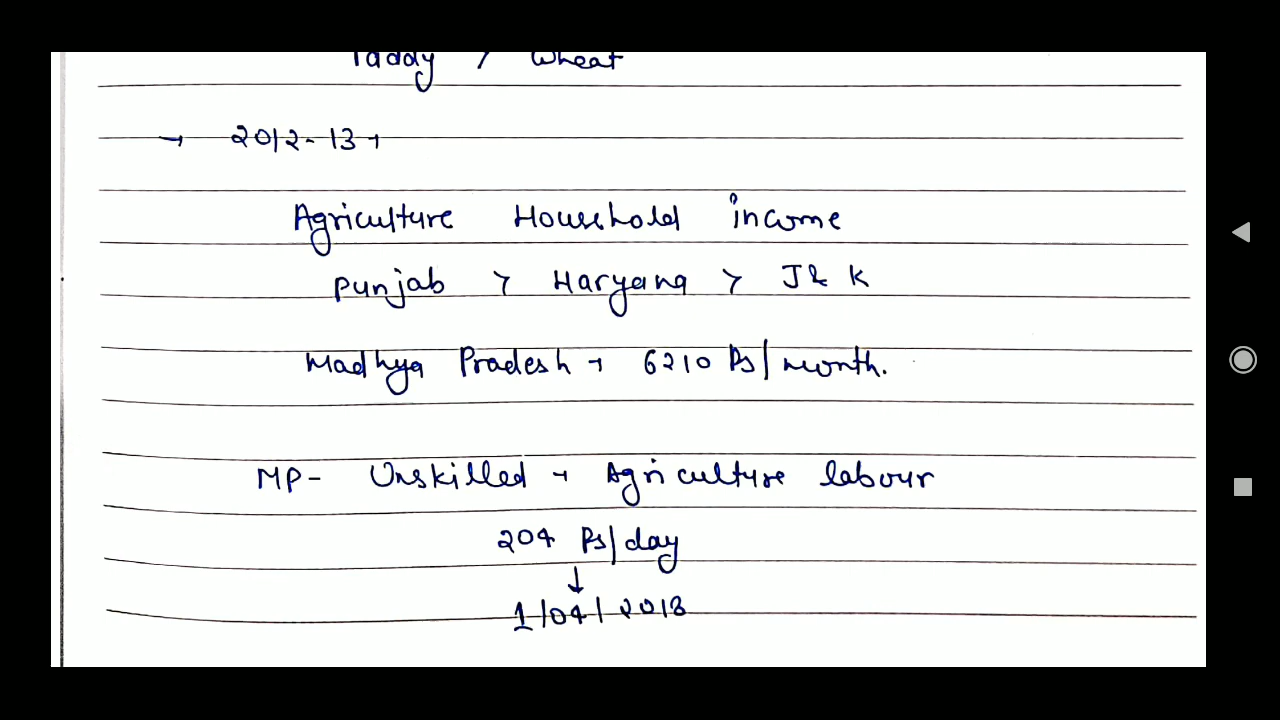 Paddy > Wheat
→ 2012-13 →
Agriculture Household income
Punjab > Haryana > J & K
Madhya Pradesh → 6210 Rs/month.
MP - Unskilled → Agriculture labour
204 Rs/day
↓
1/04/2018